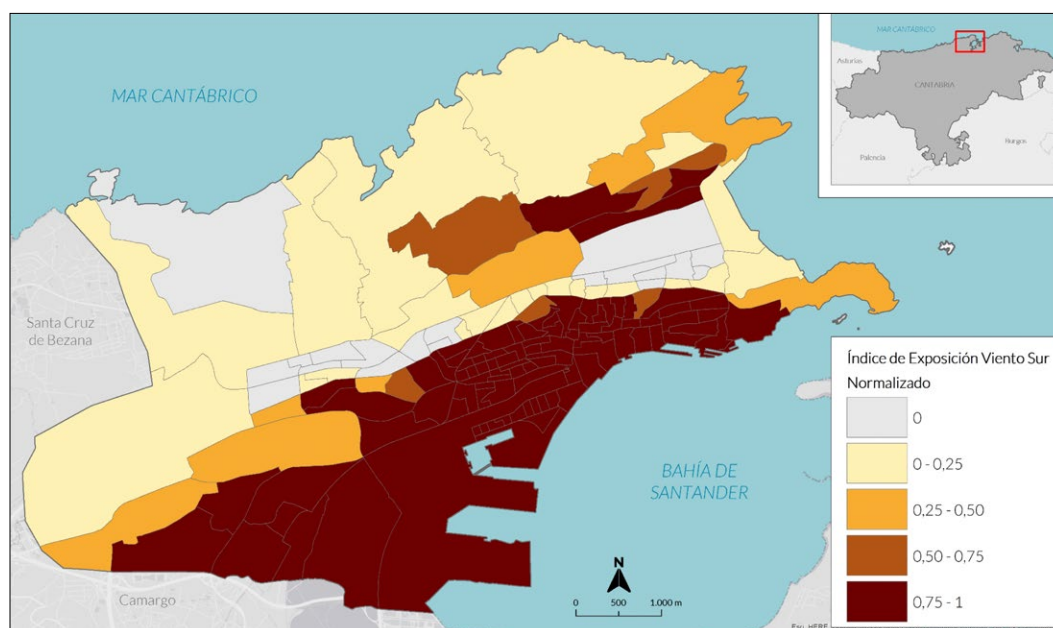 MAR CANTÁBRICO
MAR CANTÁBRICO
Asturias
CANTABRIA
Palencia
Burgos
Santa Cruz
de Bezana
BAHÍA DE
SANTANDER
Camargo
N
0 500 1.000 m
Índice de Exposición Viento Sur
Normalizado
0
0 - 0,25
0,25 - 0,50
0,50 - 0,75
0,75 - 1